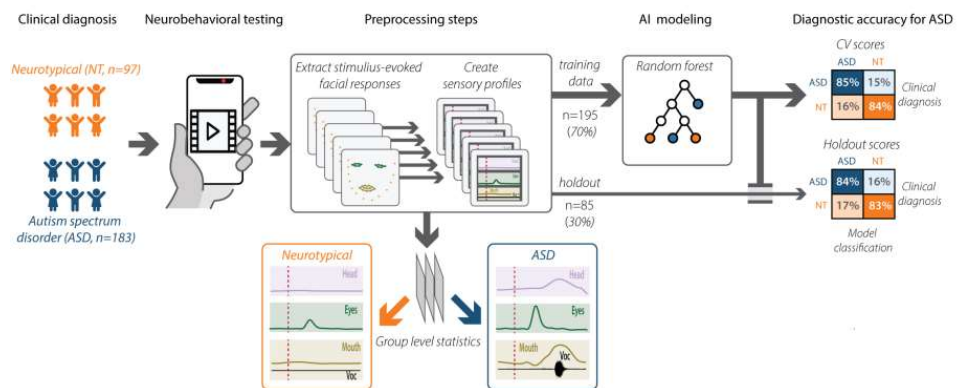 Clinical diagnosis
Neurobehavioral testing
Preprocessing steps
AI modeling
Diagnostic accuracy for ASD
Neurotypical (NT, n=97)
Autism spectrum
disorder (ASD, n=183)
Extract stimulius-evoked
facial responses
Create
sensory profiles
training
data
n=195
(70%)
holdout
n=85
(30%)
Random forest
CV scores
ASD NT
ASD 85% 15%
NT 16% 84%
Clinical
diagnosis
Holdout scores
ASD NT
ASD 84% 16%
NT 17% 83%
Clinical
diagnosis
Model
classification
Neurotypical
Head
Eyes
Mouth
Voc
Group level statistics
ASD
Head
Eyes
Mouth
Voc